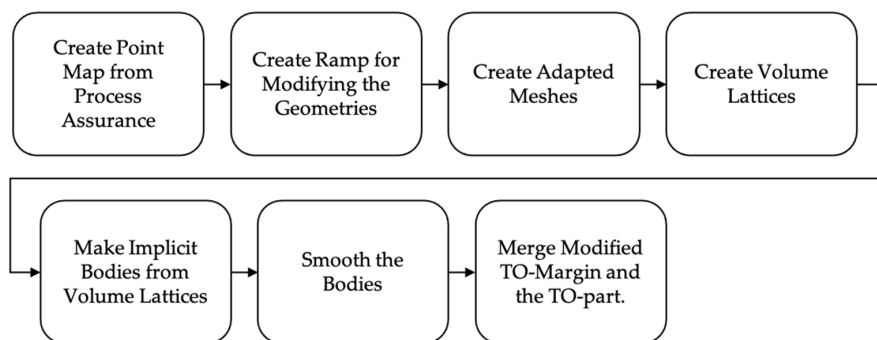 Create Point
Map from
Process
Assurance
Create Ramp for
Modifying the
Geometries
Create Adapted
Meshes
Create Volume
Lattices
Make Implicit
Bodies from
Volume Lattices
Smooth the
Bodies
Merge Modified
TO-Margin and
the TO-part.